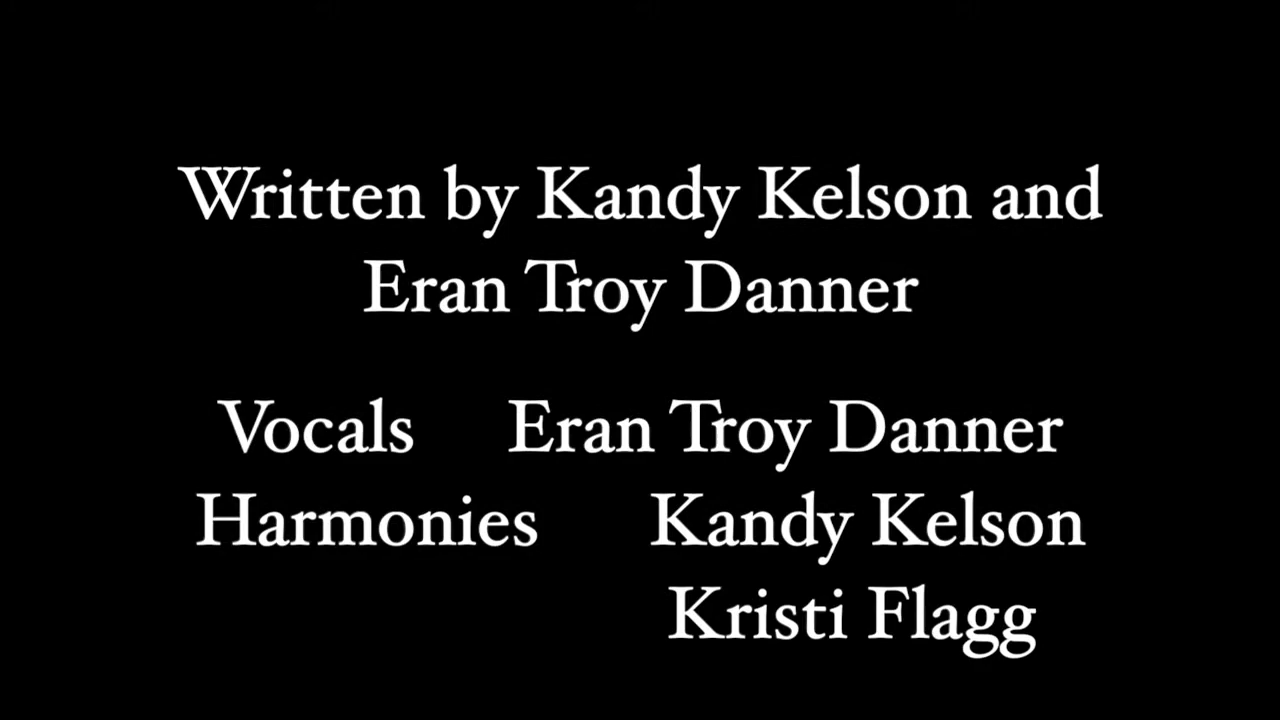 Written by Kandy Kelson and
Eran Troy Danner
Vocals Eran Troy Danner
Harmonies Kandy Kelson
Kristi Flagg